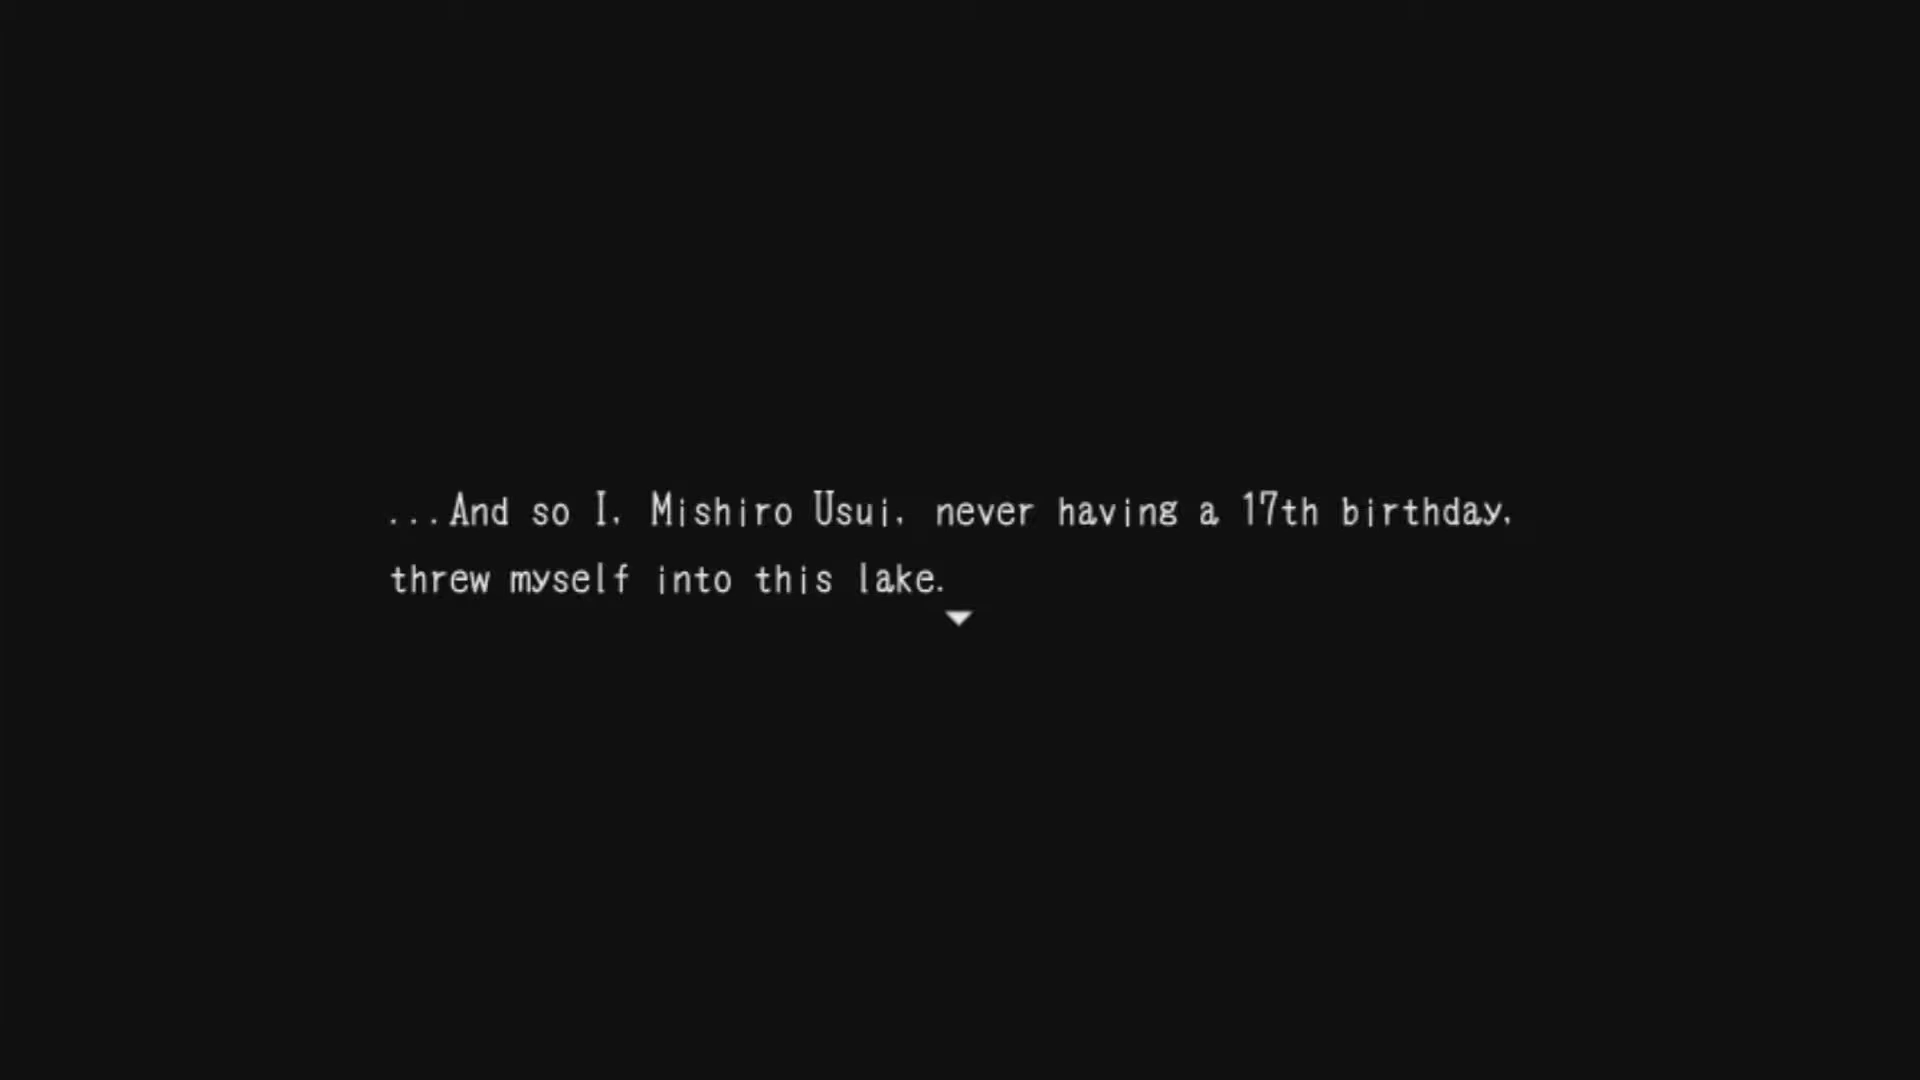 ...And so I, Mishiro Usui, never having a 17th birthday,
threw myself into this lake.